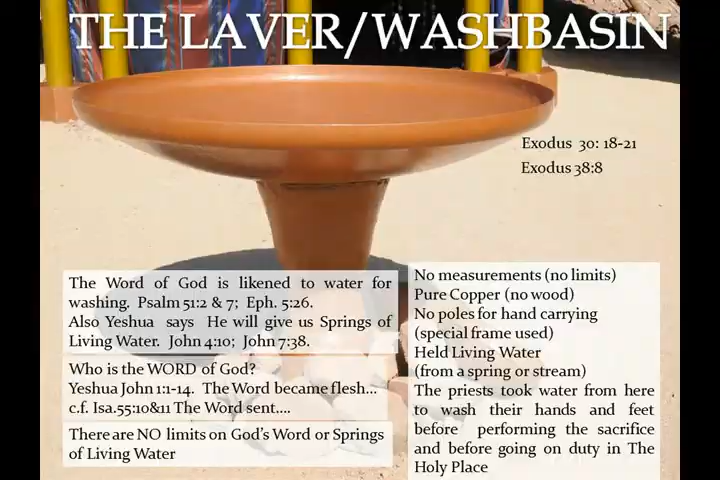 THE LAVER/WASHBASIN
Exodus 30: 18-21
Exodus 38:8
The Word of God is likened to water for
washing. Psalm 51:2 & 7; Eph. 5:26.
Also Yeshua says He will give us Springs of
Living Water. John 4:10; John 7:38.
Who is the WORD of God?
Yeshua John 1:1-14. The Word became flesh...
c.f. Isa.55:10&11 The Word sent....
There are NO limits on God's Word or Springs
of Living Water
No measurements (no limits)
Pure Copper (no wood)
No poles for hand carrying
(special frame used)
Held Living Water
(from a spring or stream)
The priests took water from here
to wash their hands and feet
before performing the sacrifice
and before going on duty in The
Holy Place